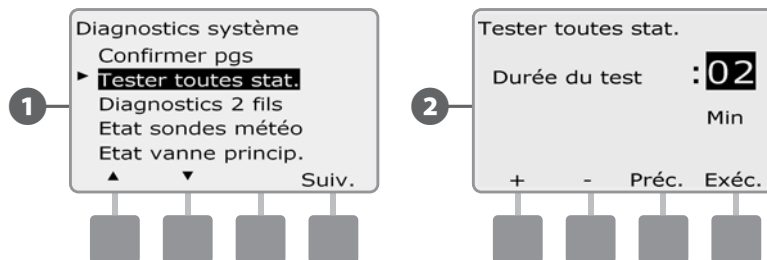 1
Diagnostics système
Confirmer pgs
► Tester toutes stat.
Diagnostics 2 fils
Etat sondes météo
Etat vanne princip.
▲ ▼ Suiv.
2
Tester toutes stat.
Durée du test :02
Min
+ - Préc. Exéc.